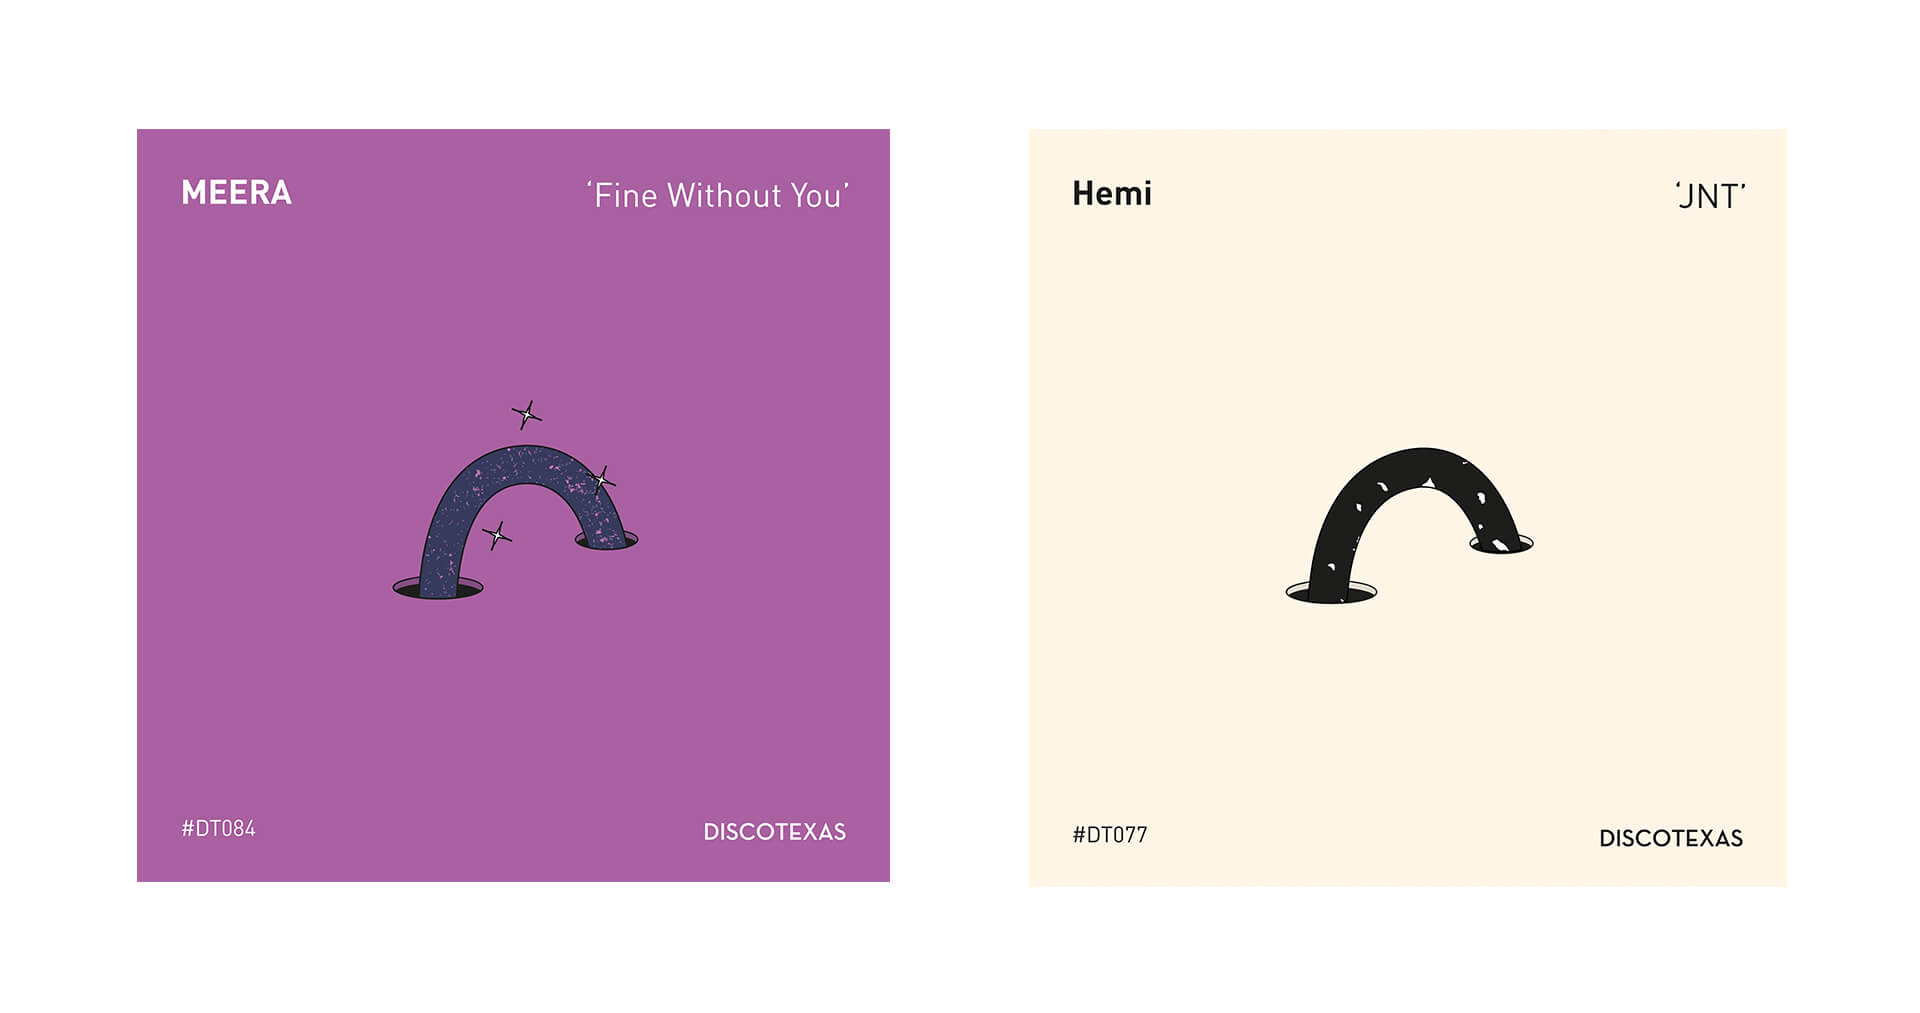 MEERA
‘Fine Without You’
#DT084
DISCOTEXAS
Hemi
‘JNT’
#DT077
DISCOTEXAS